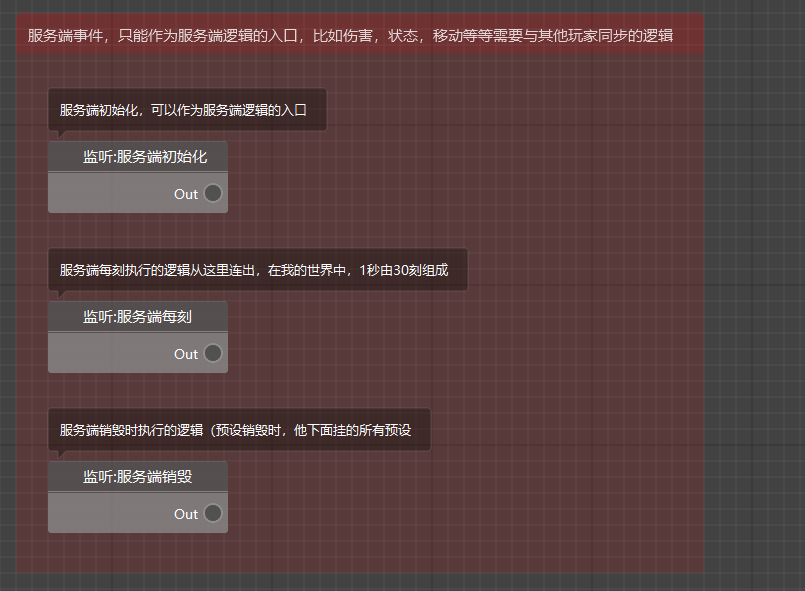 服务端事件，只能作为服务端逻辑的入口，比如伤害，状态，移动等等需要与其他玩家同步的逻辑
服务端初始化，可以作为服务端逻辑的入口
监听:服务端初始化
Out
服务端每刻执行的逻辑从这里连出，在我的世界中，1秒由30刻组成
监听:服务端每刻
Out
服务端销毁时执行的逻辑（预设销毁时，他下面挂的所有预设
监听:服务端销毁
Out